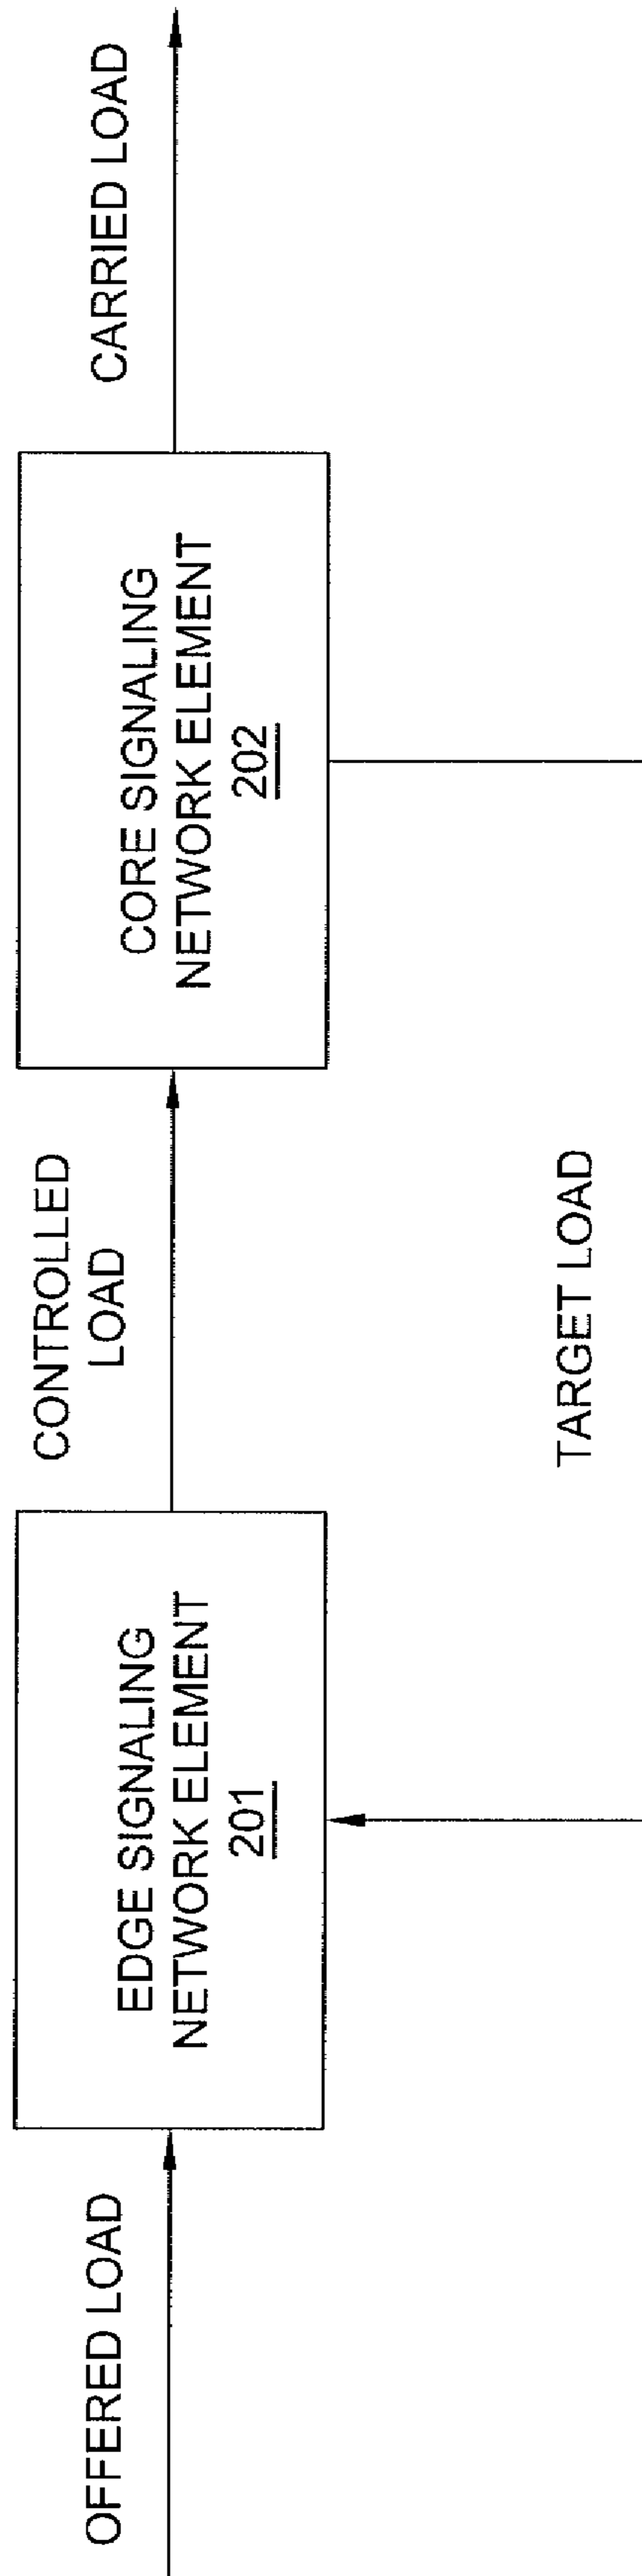 OFFERED LOAD
EDGE SIGNALING
NETWORK ELEMENT
201
CONTROLLED
LOAD
CORE SIGNALING
NETWORK ELEMENT
202
CARRIED LOAD
TARGET LOAD